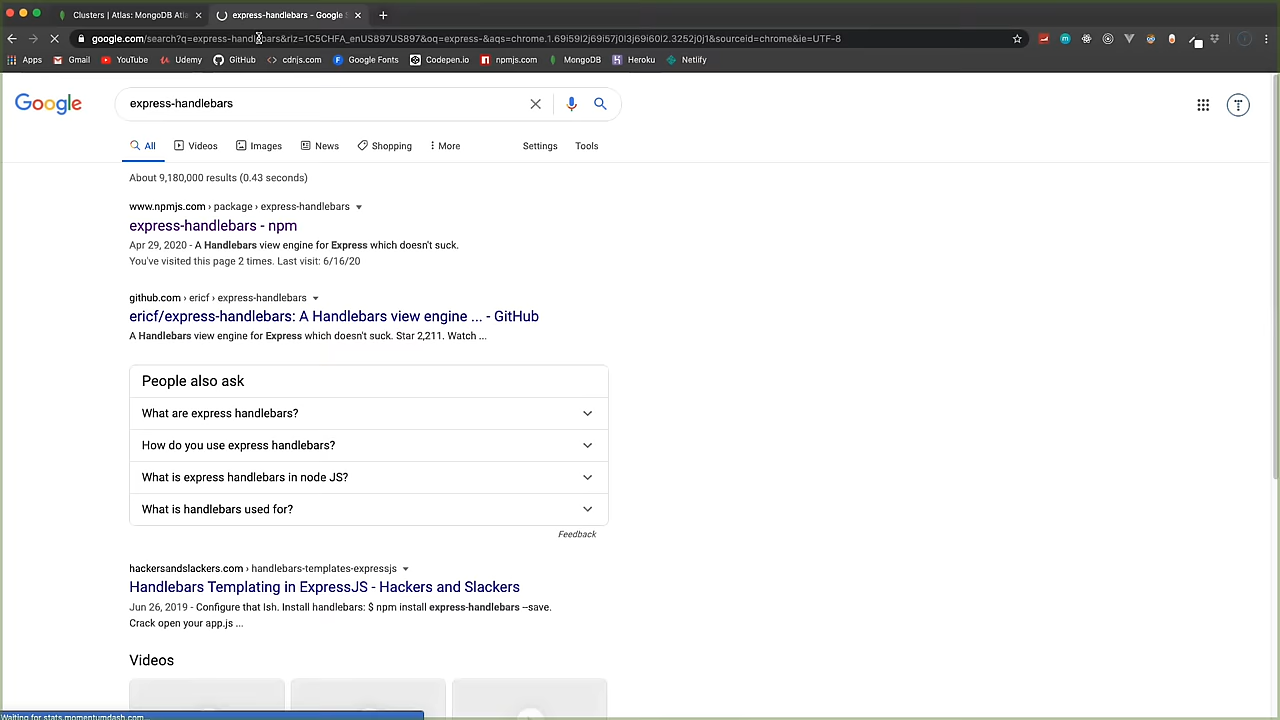 Clusters | Atlas: MongoDB Atla
express-handlebars - Google S
google.com/search?q=express-handlebars&rlz=1C5CHFA_enUS897US897&oq=express-&aqs=chrome.1.69i59l2j69i57j0l3j69i60l2.3252j0j1&sourceid=chrome&ie=UTF-8
Apps Gmail YouTube Udemy GitHub cdnjs.com Google Fonts Codepen.io npmjs.com MongoDB Heroku Netlify
Google express-handlebars
All Videos Images News Shopping More Settings Tools
About 9,180,000 results (0.43 seconds)
www.npmjs.com › package › express-handlebars
express-handlebars - npm
Apr 29, 2020 - A Handlebars view engine for Express which doesn't suck.
You've visited this page 2 times. Last visit: 6/16/20
github.com › ericf › express-handlebars
ericf/express-handlebars: A Handlebars view engine ... - GitHub
A Handlebars view engine for Express which doesn't suck. Star 2,211. Watch ...
People also ask
What are express handlebars?
How do you use express handlebars?
What is express handlebars in node JS?
What is handlebars used for?
Feedback
hackersandslackers.com › handlebars-templates-expressjs
Handlebars Templating in ExpressJS - Hackers and Slackers
Jun 26, 2019 - Configure that Ish. Install handlebars: $ npm install express-handlebars --save.
Crack open your app.js ...
Videos
Waiting for stats.momentumdash.com...